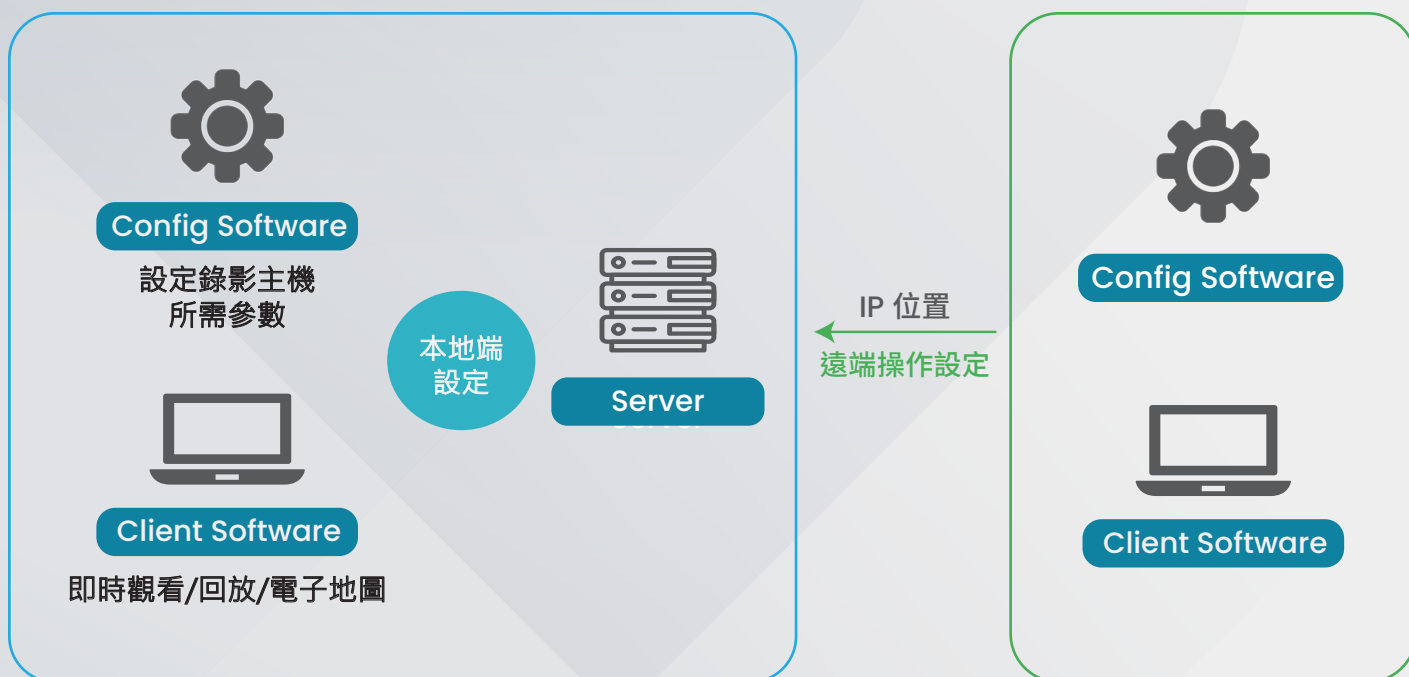 Config Software
設定錄影主機
所需參數
Client Software
即時觀看/回放/電子地圖
本地端
設定
Server
IP 位置
遠端操作設定
Config Software
Client Software